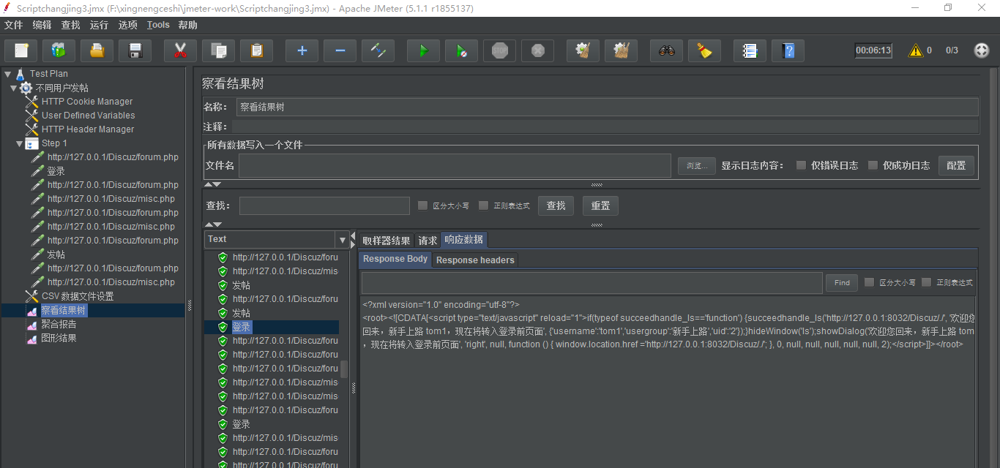 Scriptchangjing3.jmx (F:\xingnengceshi\jmeter-work\Scriptchangjing3.jmx) - Apache JMeter (5.1.1 r1855137)
文件 编辑 查找 运行 选项 Tools 帮助
STOP 00:06:13 0 0/3
Test Plan
不同用户发帖
HTTP Cookie Manager
User Defined Variables
HTTP Header Manager
Step 1
http://127.0.0.1/Discuz/forum.php
登录
http://127.0.0.1/Discuz/forum.php
http://127.0.0.1/Discuz/misc.php
http://127.0.0.1/Discuz/forum.php
http://127.0.0.1/Discuz/misc.php
http://127.0.0.1/Discuz/forum.php
发帖
http://127.0.0.1/Discuz/forum.php
http://127.0.0.1/Discuz/misc.php
CSV 数据文件设置
察看结果树
聚合报告
图形结果
察看结果树
名称： 察看结果树
注释：
所有数据写入一个文件
文件名 浏览... 显示日志内容： 仅错误日志 仅成功日志 配置
查找： 区分大小写 正则表达式 查找 重置
Text
http://127.0.0.1/Discuz/foru
http://127.0.0.1/Discuz/mis
发帖
http://127.0.0.1/Discuz/foru
发帖
登录
http://127.0.0.1/Discuz/foru
http://127.0.0.1/Discuz/foru
http://127.0.0.1/Discuz/foru
http://127.0.0.1/Discuz/mis
http://127.0.0.1/Discuz/mis
http://127.0.0.1/Discuz/foru
登录
http://127.0.0.1/Discuz/mis
http://127.0.0.1/Discuz/foru
http://127.0.0.1/Discuz/foru
取样器结果 请求 响应数据
Response Body Response headers
Find 区分大小写 正则表达式
<?xml version="1.0" encoding="utf-8"?>
<root><![CDATA[<script type="text/javascript" reload="1">if(typeof succeedhandle_ls=='function') {succeedhandle_ls('http://127.0.0.1:8032/Discuz/./', '欢迎您
回来，新手上路 tom1，现在将转入登录前页面', {'username':'tom1','usergroup':'新手上路','uid':'2'});}hideWindow('ls');showDialog('欢迎您回来，新手上路 tom
，现在将转入登录前页面', 'right', null, function () { window.location.href ='http://127.0.0.1:8032/Discuz/./'; }, 0, null, null, null, null, null, 2);</script>]]></root>